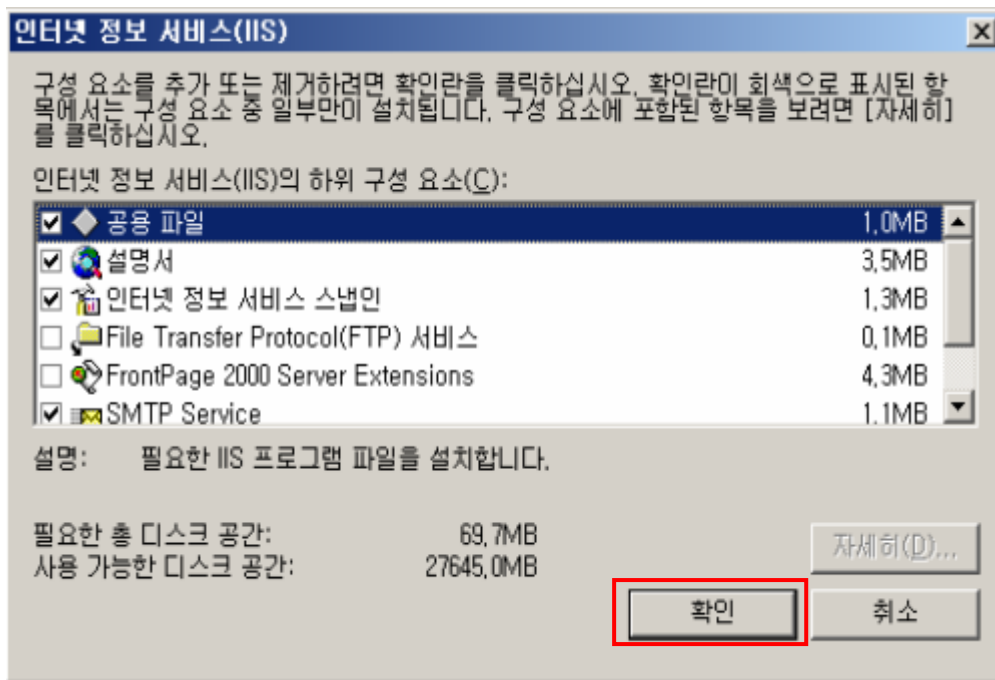 인터넷 정보 서비스(IIS)
구성 요소를 추가 또는 제거하려면 확인란을 클릭하십시오. 확인란이 회색으로 표시된 항
목에서는 구성 요소 중 일부만이 설치됩니다. 구성 요소에 포함된 항목을 보려면 [자세히]
를 클릭하십시오.
인터넷 정보 서비스(IIS)의 하위 구성 요소(C):
공용 파일 1.0MB
설명서 3.5MB
인터넷 정보 서비스 스냅인 1.3MB
File Transfer Protocol(FTP) 서비스 0.1MB
FrontPage 2000 Server Extensions 4.3MB
SMTP Service 1.1MB
설명: 필요한 IIS 프로그램 파일을 설치합니다.
필요한 총 디스크 공간: 69.7MB
사용 가능한 디스크 공간: 27645.0MB
자세히(D)...
확인 취소